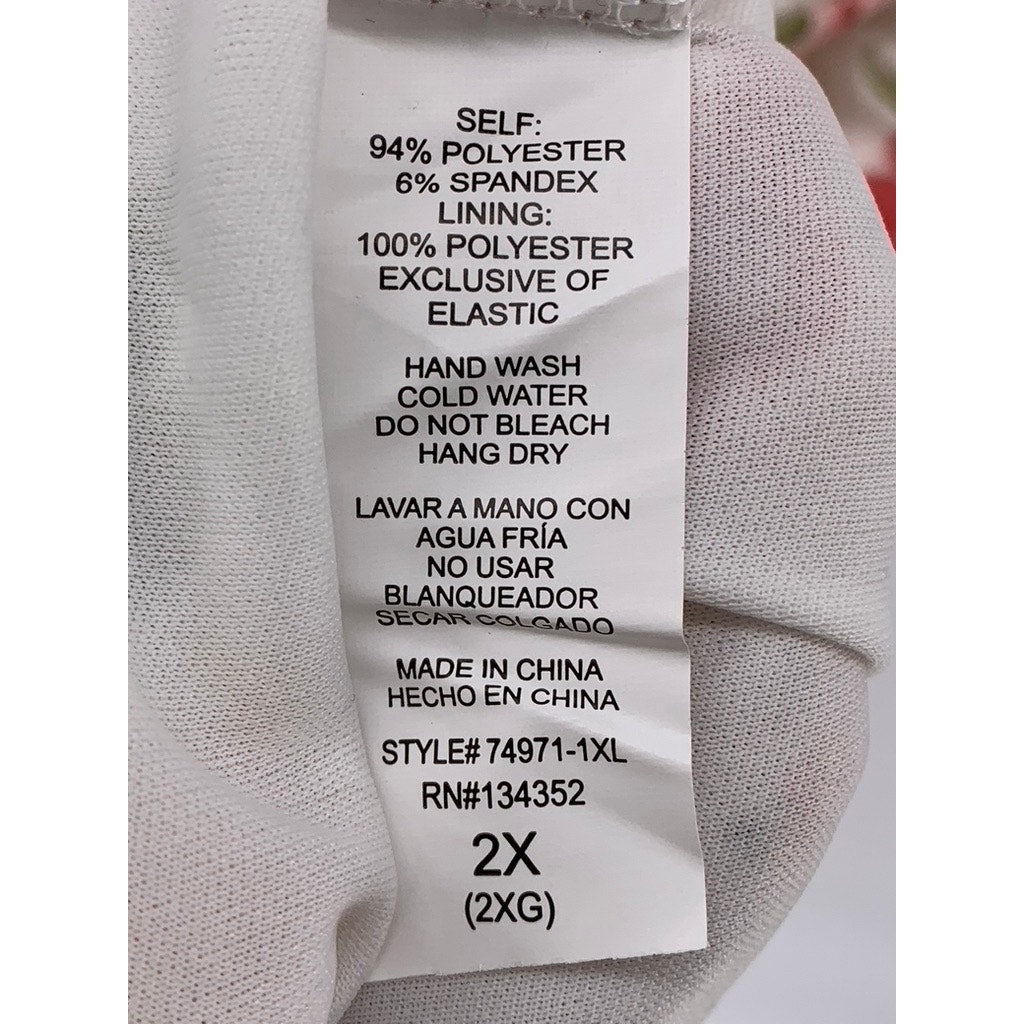 SELF:
94% POLYESTER
6% SPANDEX
LINING:
100% POLYESTER
EXCLUSIVE OF
ELASTIC
HAND WASH
COLD WATER
DO NOT BLEACH
HANG DRY
LAVAR A MANO CON
AGUA FRÍA
NO USAR
BLANQUEADOR
SECAR COLGADO
MADE IN CHINA
HECHO EN CHINA
STYLE# 74971-1XL
RN#134352
2X
(2XG)